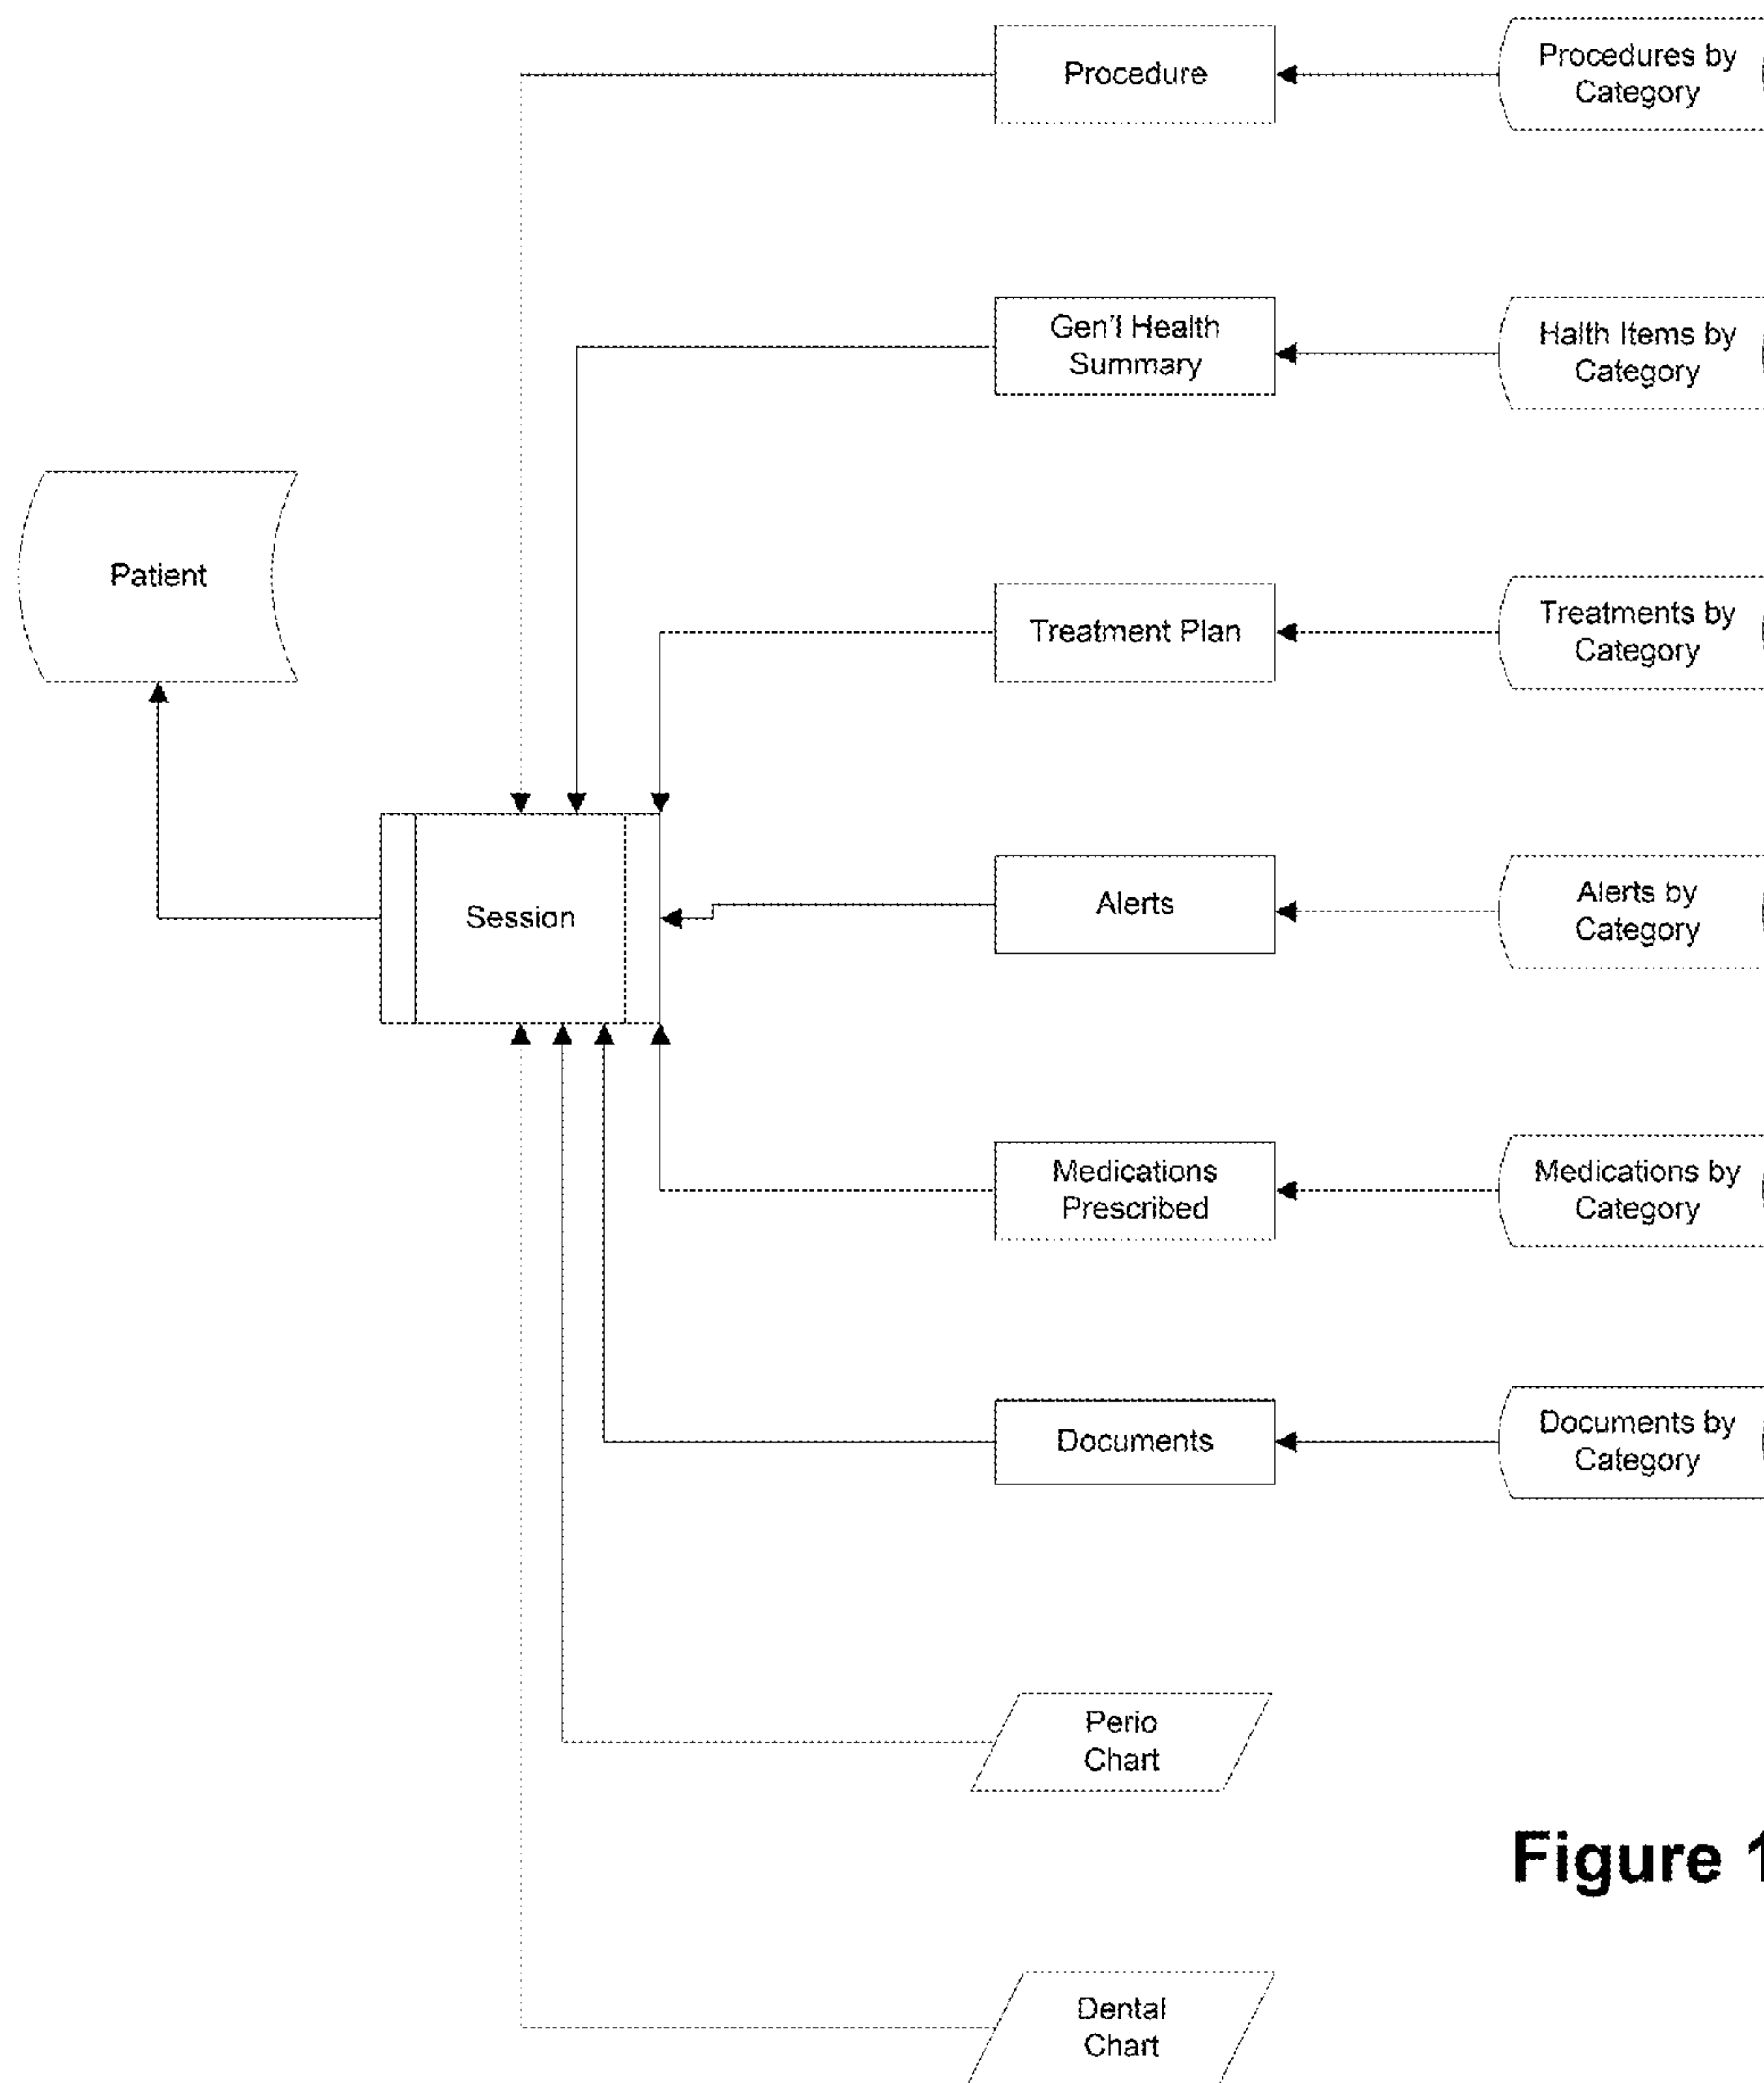 Procedure
Procedures by
Category
Gen'l Health
Summary
Halth Items by
Category
Patient
Treatment Plan
Treatments by
Category
Session
Alerts
Alerts by
Category
Medications
Prescribed
Medications by
Category
Documents
Documents by
Category
Perio
Chart
Figure 1
Dental
Chart